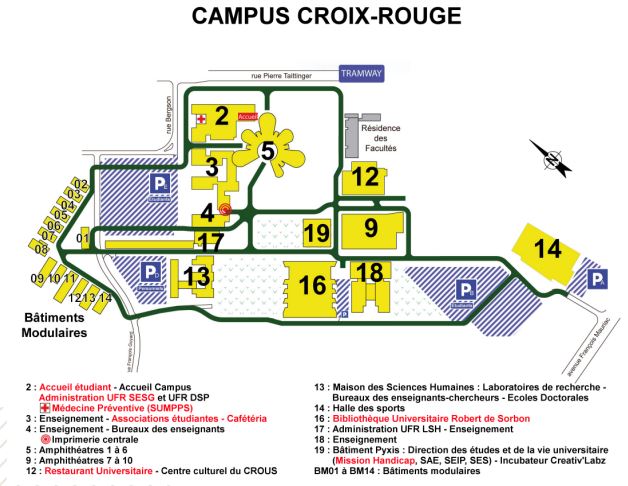 CAMPUS CROIX-ROUGE
rue Pierre Taittinger
TRAMWAY
rue Bergson
2
Accueil
Résidence
des
Facultés
5
3
P
12
4
02
03
04
05
06
07
08
01
17
19
9
14
09 10 11
12 13 14
P
13
16
P
18
P
P
Bâtiments
Modulaires
rue François Guyard
avenue François Mauriac
2 : Accueil étudiant - Accueil Campus
Administration UFR SESG et UFR DSP
Médecine Préventive (SUMPPS)
3 : Enseignement - Associations étudiantes - Cafétéria
4 : Enseignement - Bureaux des enseignants
Imprimerie centrale
5 : Amphithéatres 1 à 6
9 : Amphithéatres 7 à 10
12 : Restaurant Universitaire - Centre culturel du CROUS
13 : Maison des Sciences Humaines : Laboratoires de recherche -
Bureaux des enseignants-chercheurs - Ecoles Doctorales
14 : Halle des sports
16 : Bibliothèque Universitaire Robert de Sorbon
17 : Administration UFR LSH - Enseignement
18 : Enseignement
19 : Bâtiment Pyxis : Direction des études et de la vie universitaire
(Mission Handicap, SAE, SEIP, SES) - Incubateur Creativ'Labz
BM01 à BM14 : Bâtiments modulaires